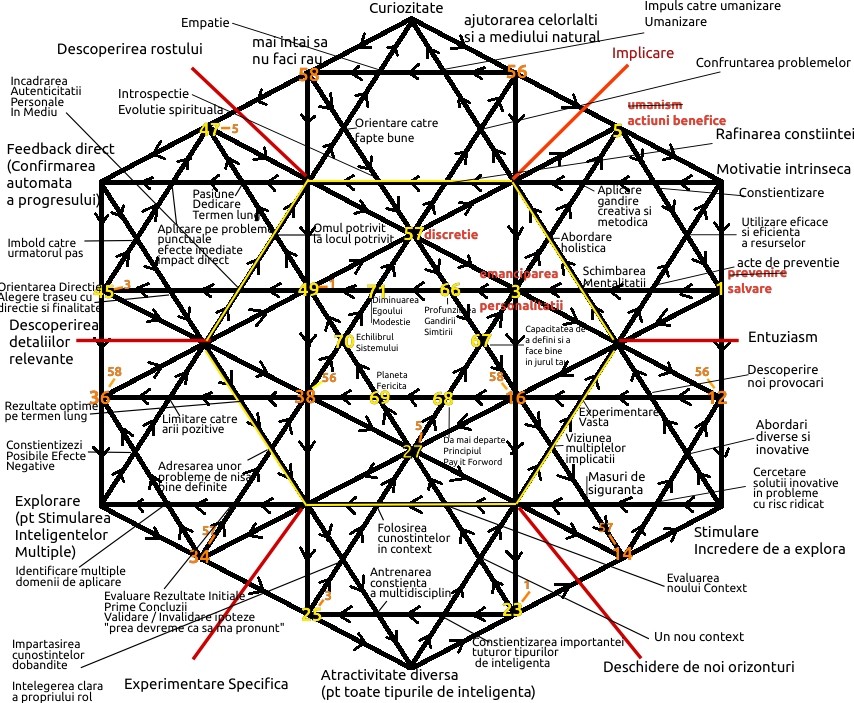 Curiozitate
Impuls catre umanizare
Umanizare
Empatie
ajutorarea celorlalti
si a mediului natural
mai intai sa
nu faci rau
Descoperirea rostului
Implicare
Confruntarea problemelor
58
56
Incadrarea
Autenticitatii
Personale
In Mediu
Introspectie
Evolutie spirituala
umanism
actiuni benefice
47
5
5
Orientare catre
fapte bune
Rafinarea constiintei
Feedback direct
(Confirmarea
automata
a progresului)
Motivatie intrinseca
Pasiune
Dedicare
Termen lung
Aplicare
gandire
creativa si
metodica
Constientizare
Aplicare pe probleme
punctuale
efecte imediate
impact direct
Omul potrivit
la locul potrivit
57
discretie
Abordare
holistica
Utilizare eficace
si eficienta
a resurselor
Imbold catre
urmatorul pas
Schimbarea
Mentalitatii
acte de preventie
prevenire
salvare
emanciparea
personalitatii
Orientarea Directie
Alegere traseu cu
directie si finalitate
45
3
49
1
71
66
3
1
Diminuarea
Egoului
Modestie
Profunzimea
Gandirii
Simtirii
Descoperirea
detaliilor
relevante
70
Echilibrul
Sistemului
67
Capacitatea de
a defini si a
face bine
in jurul tau
Entuziasm
Planeta
Fericita
Descoperire
noi provocari
58
36
56
38
69
68
58
16
56
12
Rezultate optime
pe termen lung
Limitare catre
arii pozitive
5
27
Experimentare
Vasta
Abordari
diverse si
inovative
Constientizezi
Posibile Efecte
Negative
Da mai departe
Principiul
Pay it Forword
Viziunea
multiplelor
implicatii
Adresarea unor
probleme de nisa
bine definite
Masuri de
siguranta
Cercetare
solutii inovative
in probleme
cu risc ridicat
Explorare
(pt Stimularea
Inteligentelor
Multiple)
57
34
Folosirea
cunostintelor
in context
57
14
Stimulare
Incredere de a explora
Identificare multiple
domenii de aplicare
Antrenarea
constienta
a multidisciplin
Evaluarea
noului Context
Evaluare Rezultate Initiale
Prime Concluzii
Validare / Invalidare ipoteze
"prea devreme ca sa ma pronunt"
25
3
23
1
Impartasirea
cunostintelor
dobandite
Constientizarea importantei
tuturor tipurilor
de inteligenta
Un nou context
Deschidere de noi orizonturi
Intelegerea clara
a propriului rol
Experimentare Specifica
Atractivitate diversa
(pt toate tipurile de inteligenta)